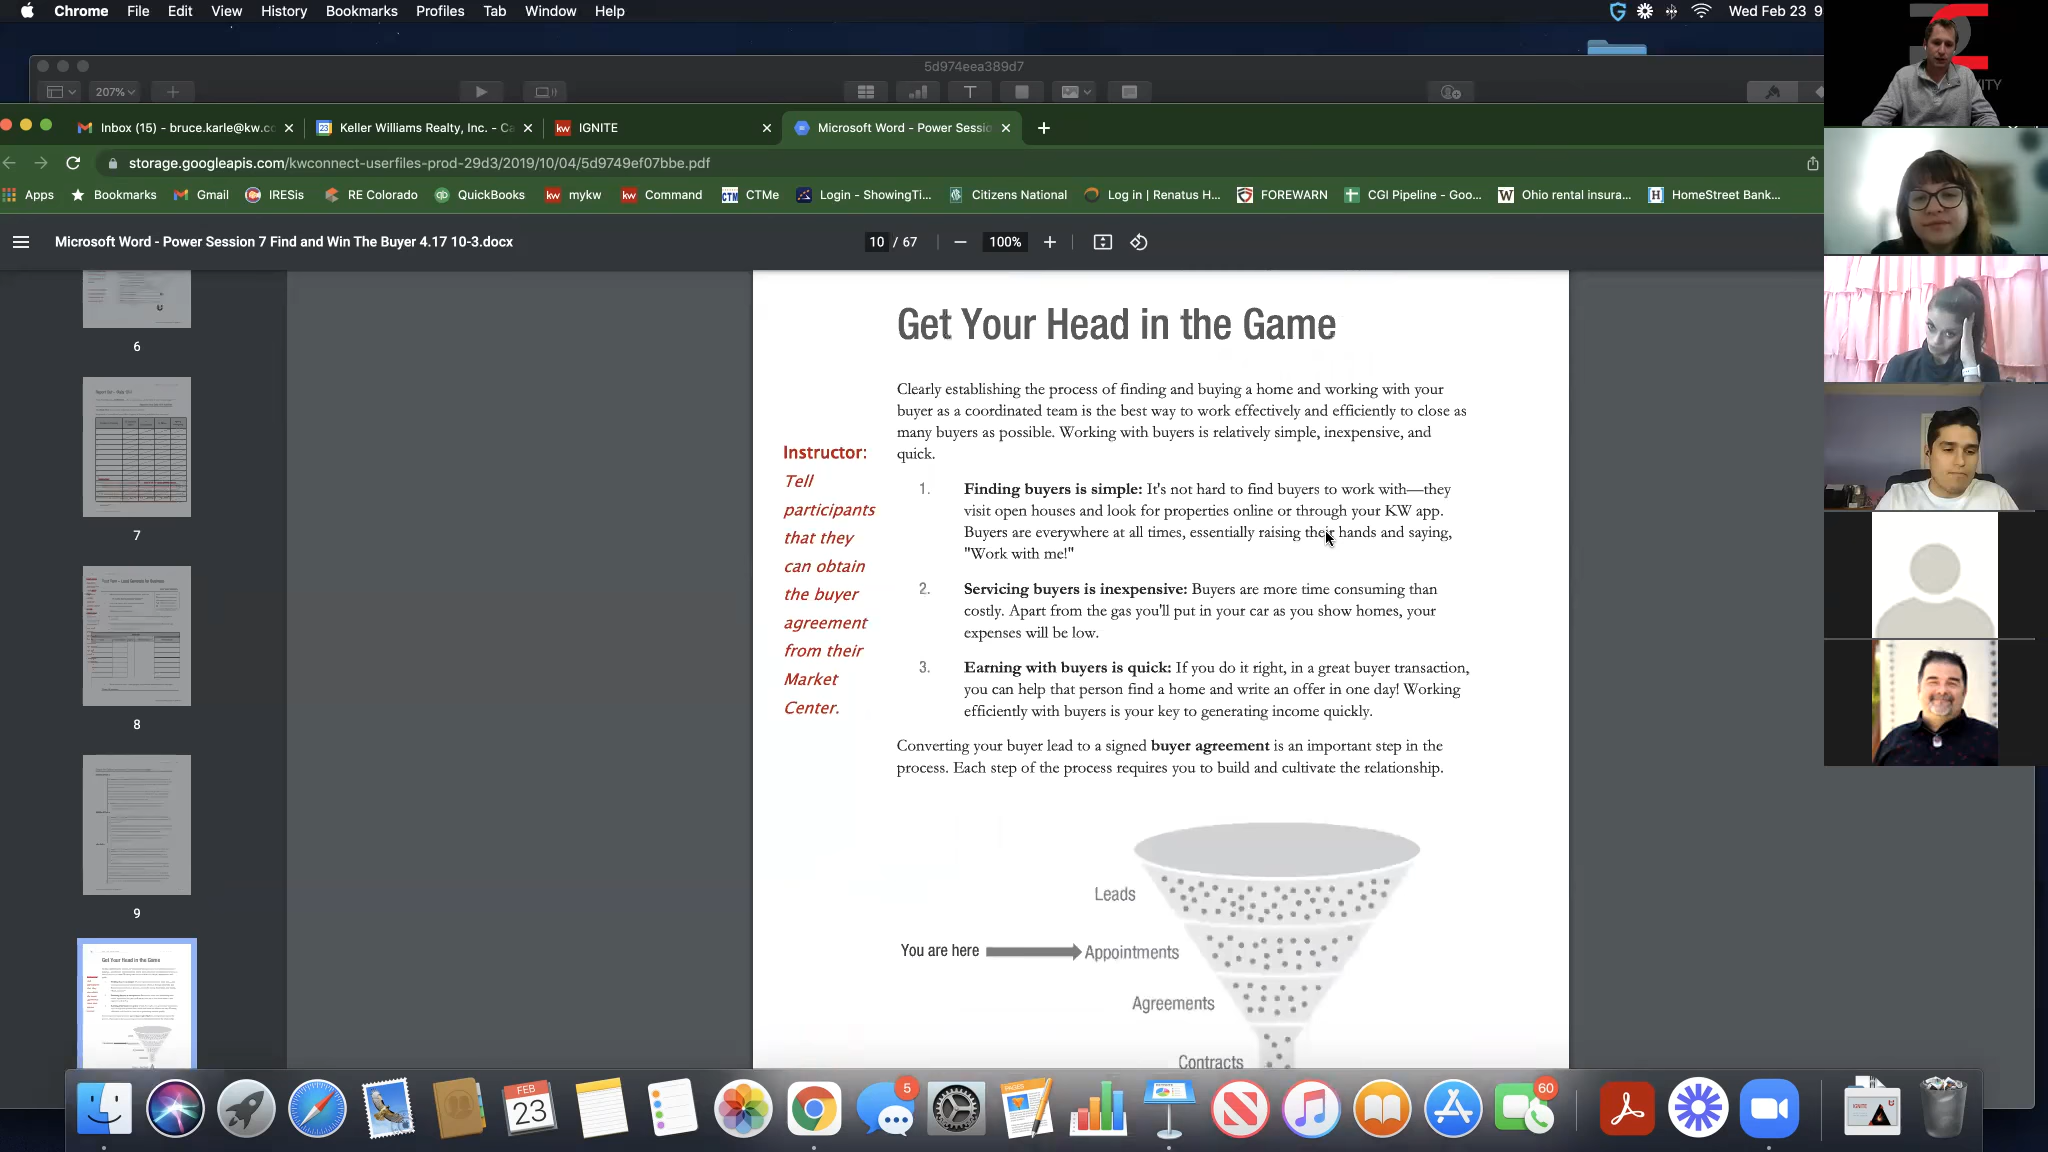 Chrome File Edit View History Bookmarks Profiles Tab Window Help
Wed Feb 23 9
5d974eea389d7
207%
Inbox (15) - bruce.karle@kw.cc
Keller Williams Realty, Inc. - Ca
IGNITE
Microsoft Word - Power Sessio
storage.googleapis.com/kwconnect-userfiles-prod-29d3/2019/10/04/5d9749ef07bbe.pdf
Apps Bookmarks Gmail IRESis RE Colorado QuickBooks mykw Command CTMe Login - ShowingTi... Citizens National Log in | Renatus H... FOREWARN CGI Pipeline - Goo... Ohio rental insura... HomeStreet Bank...
Microsoft Word - Power Session 7 Find and Win The Buyer 4.17 10-3.docx
10 / 67
100%
6
7
8
9
Get Your Head in the Game
Clearly establishing the process of finding and buying a home and working with your
buyer as a coordinated team is the best way to work effectively and efficiently to close as
many buyers as possible. Working with buyers is relatively simple, inexpensive, and
quick.
Instructor:
Tell
participants
that they
can obtain
the buyer
agreement
from their
Market
Center.
1. Finding buyers is simple: It's not hard to find buyers to work with—they
visit open houses and look for properties online or through your KW app.
Buyers are everywhere at all times, essentially raising their hands and saying,
"Work with me!"
2. Servicing buyers is inexpensive: Buyers are more time consuming than
costly. Apart from the gas you'll put in your car as you show homes, your
expenses will be low.
3. Earning with buyers is quick: If you do it right, in a great buyer transaction,
you can help that person find a home and write an offer in one day! Working
efficiently with buyers is your key to generating income quickly.
Converting your buyer lead to a signed buyer agreement is an important step in the
process. Each step of the process requires you to build and cultivate the relationship.
Leads
You are here
Appointments
Agreements
Contracts
FEB
23
5
60
PAGES
IGNITE